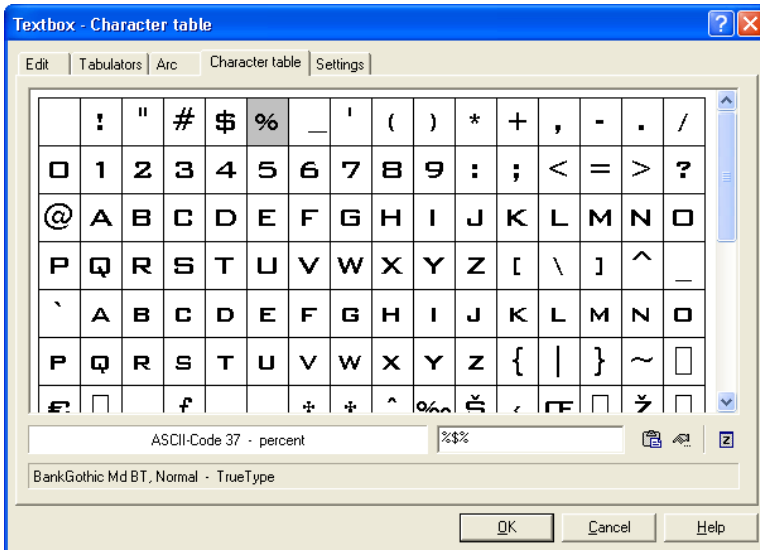 Textbox - Character table
Edit Tabulators Arc Character table Settings
! " # $ % _ ' ( ) * + , - . /
0 1 2 3 4 5 6 7 8 9 : ; < = > ?
@ A B C D E F G H I J K L M N O
P Q R S T U V W X Y Z [ \ ] ^ _
` A B C D E F G H I J K L M N O
P Q R S T U V W X Y Z { | } ~ □
€ □ ƒ ‡ ‡ ˆ ‰ Š ‹ Œ □ Ž □
ASCII-Code 37 - percent %$%
BankGothic Md BT, Normal - TrueType
OK Cancel Help